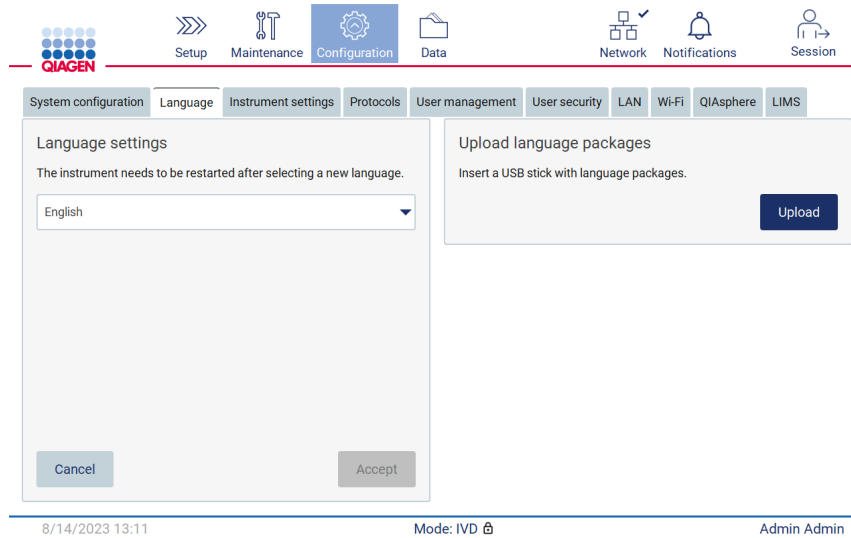 QIAGEN
Setup
Maintenance
Configuration
Data
Network
Notifications
Session
System configuration
Language
Instrument settings
Protocols
User management
User security
LAN
Wi-Fi
QIAsphere
LIMS
Language settings
The instrument needs to be restarted after selecting a new language.
English
Cancel
Accept
Upload language packages
Insert a USB stick with language packages.
Upload
8/14/2023 13:11
Mode: IVD
Admin Admin